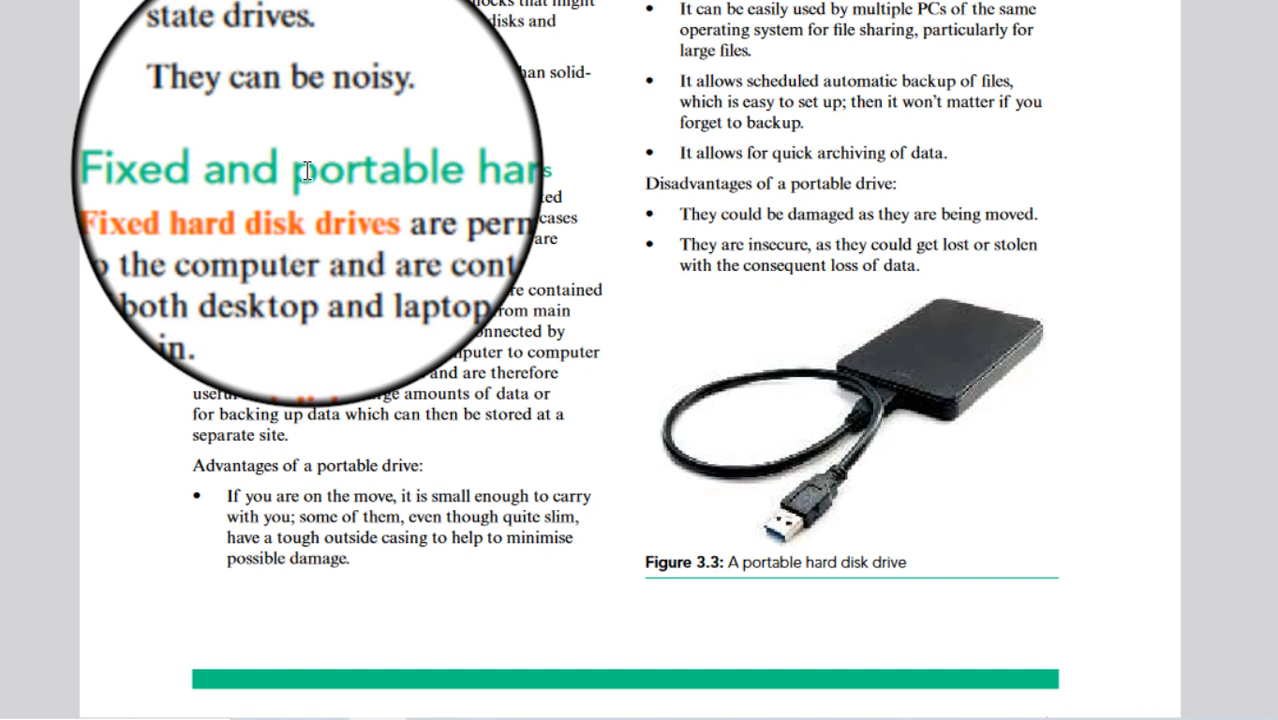 state drives.
They can be noisy.
Fixed and portable har
Fixed hard disk drives are perm
the computer and are cont
both desktop and laptop
in.
disks and
than solid-
s
cases
are
contained
from main
connected by
computer to computer
and are therefore
amounts of data or
for backing up data which can then be stored at a
separate site.
Advantages of a portable drive:
• If you are on the move, it is small enough to carry
with you; some of them, even though quite slim,
have a tough outside casing to help to minimise
possible damage.
• It can be easily used by multiple PCs of the same
operating system for file sharing, particularly for
large files.
• It allows scheduled automatic backup of files,
which is easy to set up; then it won't matter if you
forget to backup.
• It allows for quick archiving of data.
Disadvantages of a portable drive:
• They could be damaged as they are being moved.
• They are insecure, as they could get lost or stolen
with the consequent loss of data.
Figure 3.3: A portable hard disk drive